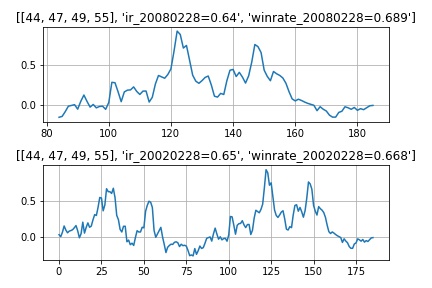 [[44, 47, 49, 55], 'ir_20080228=0.64', 'winrate_20080228=0.689']
0.5
0.0
80 100 120 140 160 180
[[44, 47, 49, 55], 'ir_20020228=0.65', 'winrate_20020228=0.668']
0.5
0.0
0 25 50 75 100 125 150 175